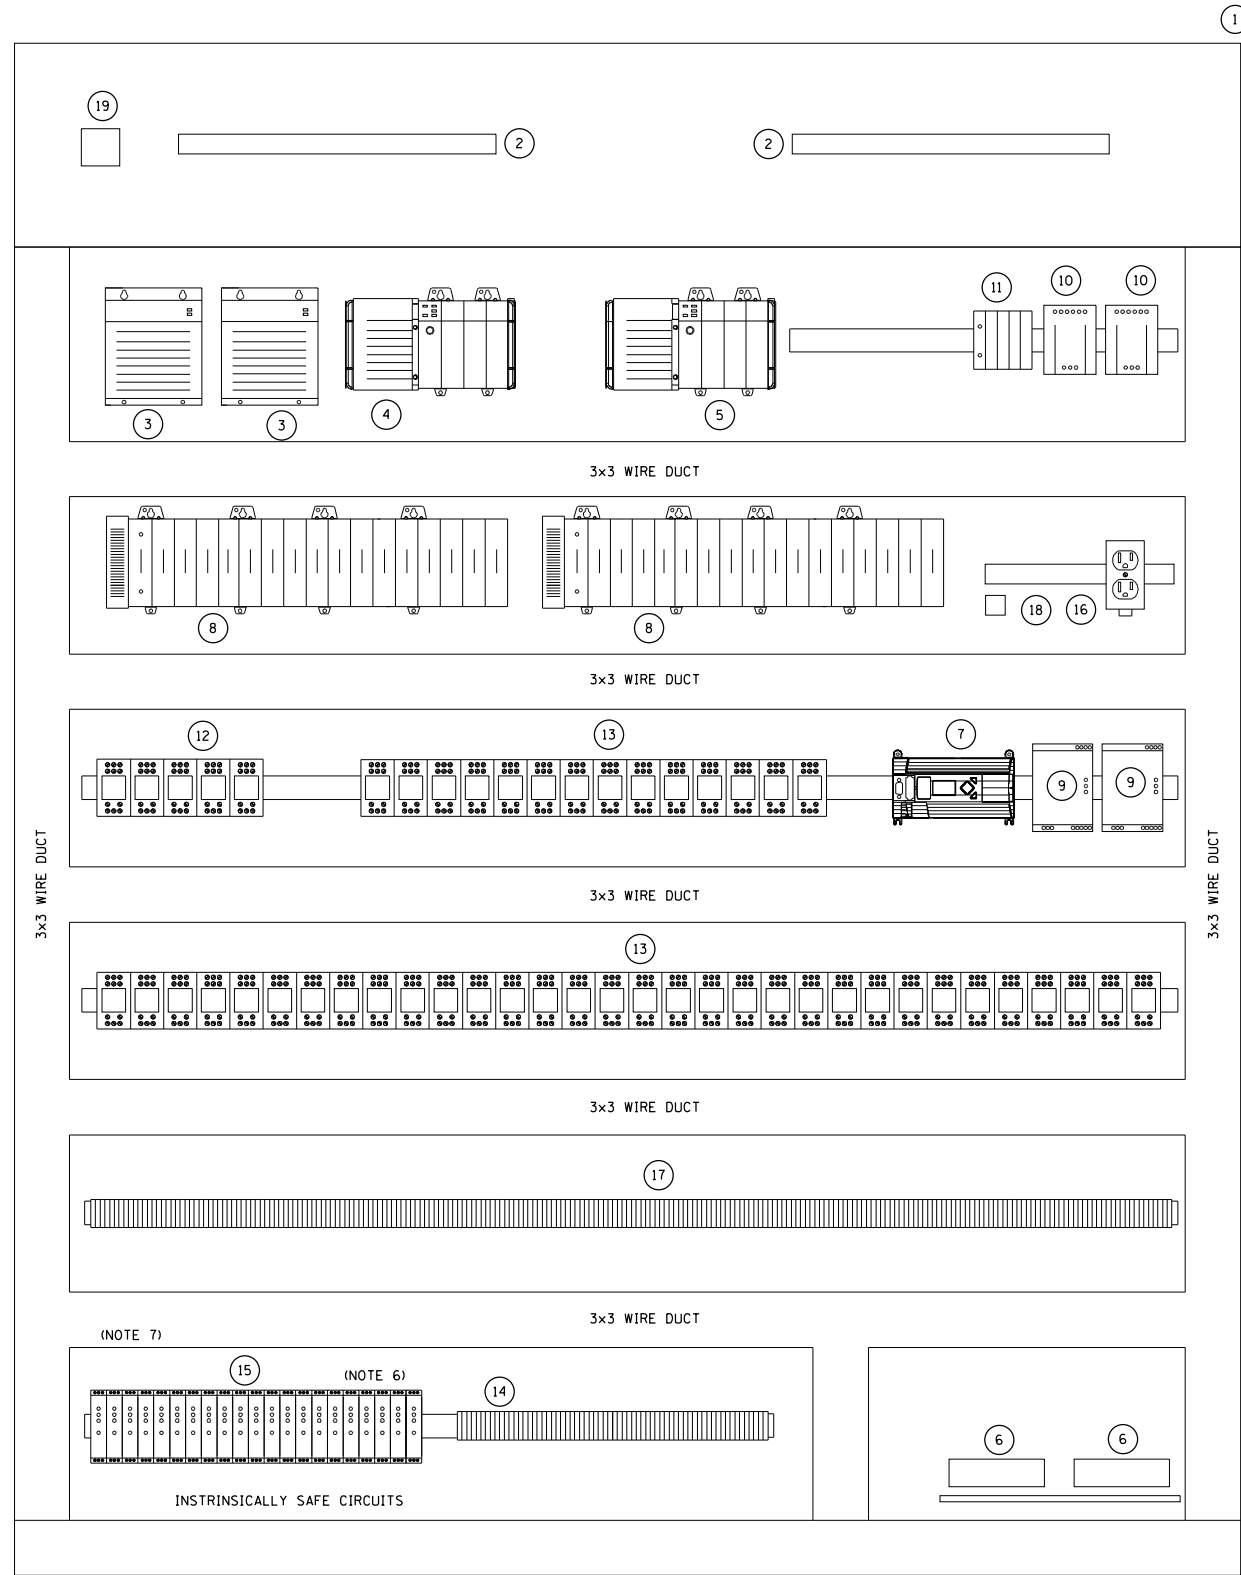 1
19
2
2
11
10
10
3
3
4
5
3x3 WIRE DUCT
8
8
18
16
3x3 WIRE DUCT
12
13
7
9
9
3x3 WIRE DUCT
3x3 WIRE DUCT
3x3 WIRE DUCT
13
3x3 WIRE DUCT
17
3x3 WIRE DUCT
(NOTE 7)
15
(NOTE 6)
14
6
6
INSTRINSICALLY SAFE CIRCUITS